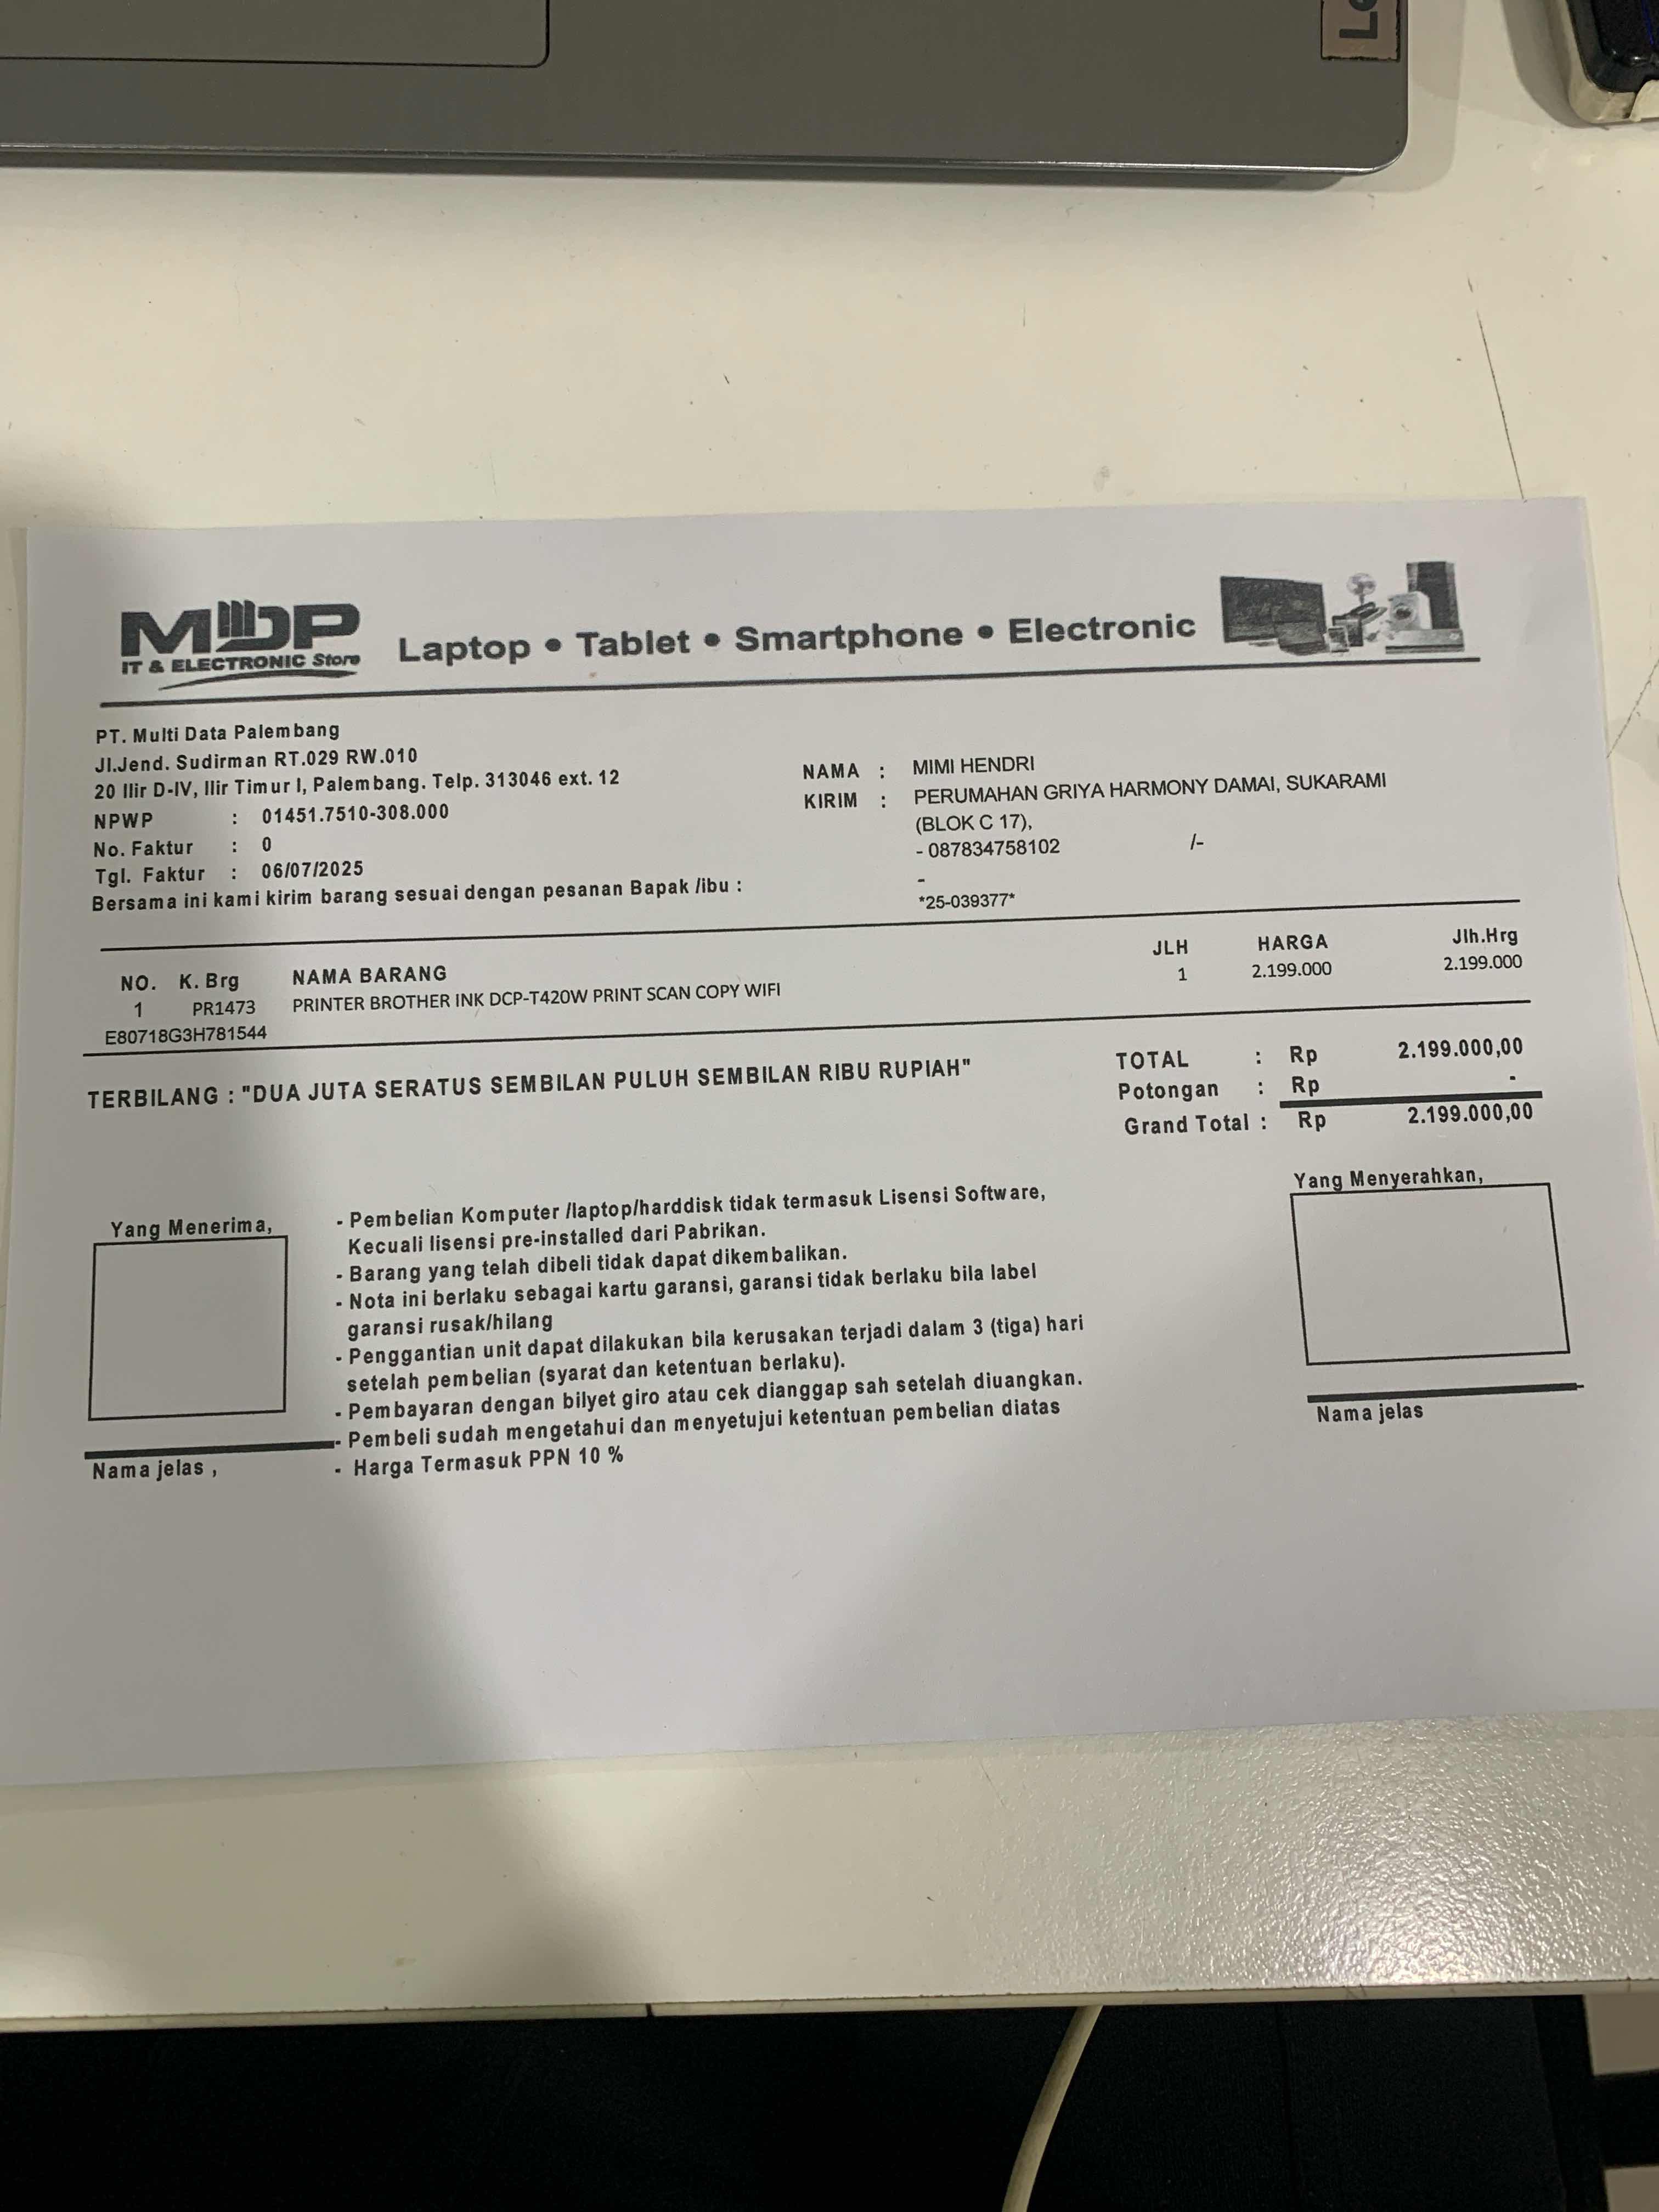 MDP
IT & ELECTRONIC Store
Laptop • Tablet • Smartphone • Electronic
PT. Multi Data Palembang
Jl.Jend. Sudirman RT.029 RW.010
20 Ilir D-IV, Ilir Timur I, Palembang. Telp. 313046 ext. 12
NPWP : 01451.7510-308.000
No. Faktur : 0
Tgl. Faktur : 06/07/2025
Bersama ini kami kirim barang sesuai dengan pesanan Bapak /ibu :
NAMA : MIMI HENDRI
KIRIM : PERUMAHAN GRIYA HARMONY DAMAI, SUKARAMI
(BLOK C 17),
- 087834758102 /-
-
*25-039377*
NO. K. Brg NAMA BARANG JLH HARGA Jlh.Hrg
1 PR1473 PRINTER BROTHER INK DCP-T420W PRINT SCAN COPY WIFI 1 2.199.000 2.199.000
E80718G3H781544
TERBILANG : "DUA JUTA SERATUS SEMBILAN PULUH SEMBILAN RIBU RUPIAH"
TOTAL : Rp 2.199.000,00
Potongan : Rp -
Grand Total : Rp 2.199.000,00
Yang Menerima,
Nama jelas ,
- Pembelian Komputer /laptop/harddisk tidak termasuk Lisensi Software,
Kecuali lisensi pre-installed dari Pabrikan.
- Barang yang telah dibeli tidak dapat dikembalikan.
- Nota ini berlaku sebagai kartu garansi, garansi tidak berlaku bila label
garansi rusak/hilang
- Penggantian unit dapat dilakukan bila kerusakan terjadi dalam 3 (tiga) hari
setelah pembelian (syarat dan ketentuan berlaku).
- Pembayaran dengan bilyet giro atau cek dianggap sah setelah diuangkan.
- Pembeli sudah mengetahui dan menyetujui ketentuan pembelian diatas
- Harga Termasuk PPN 10 %
Yang Menyerahkan,
Nama jelas